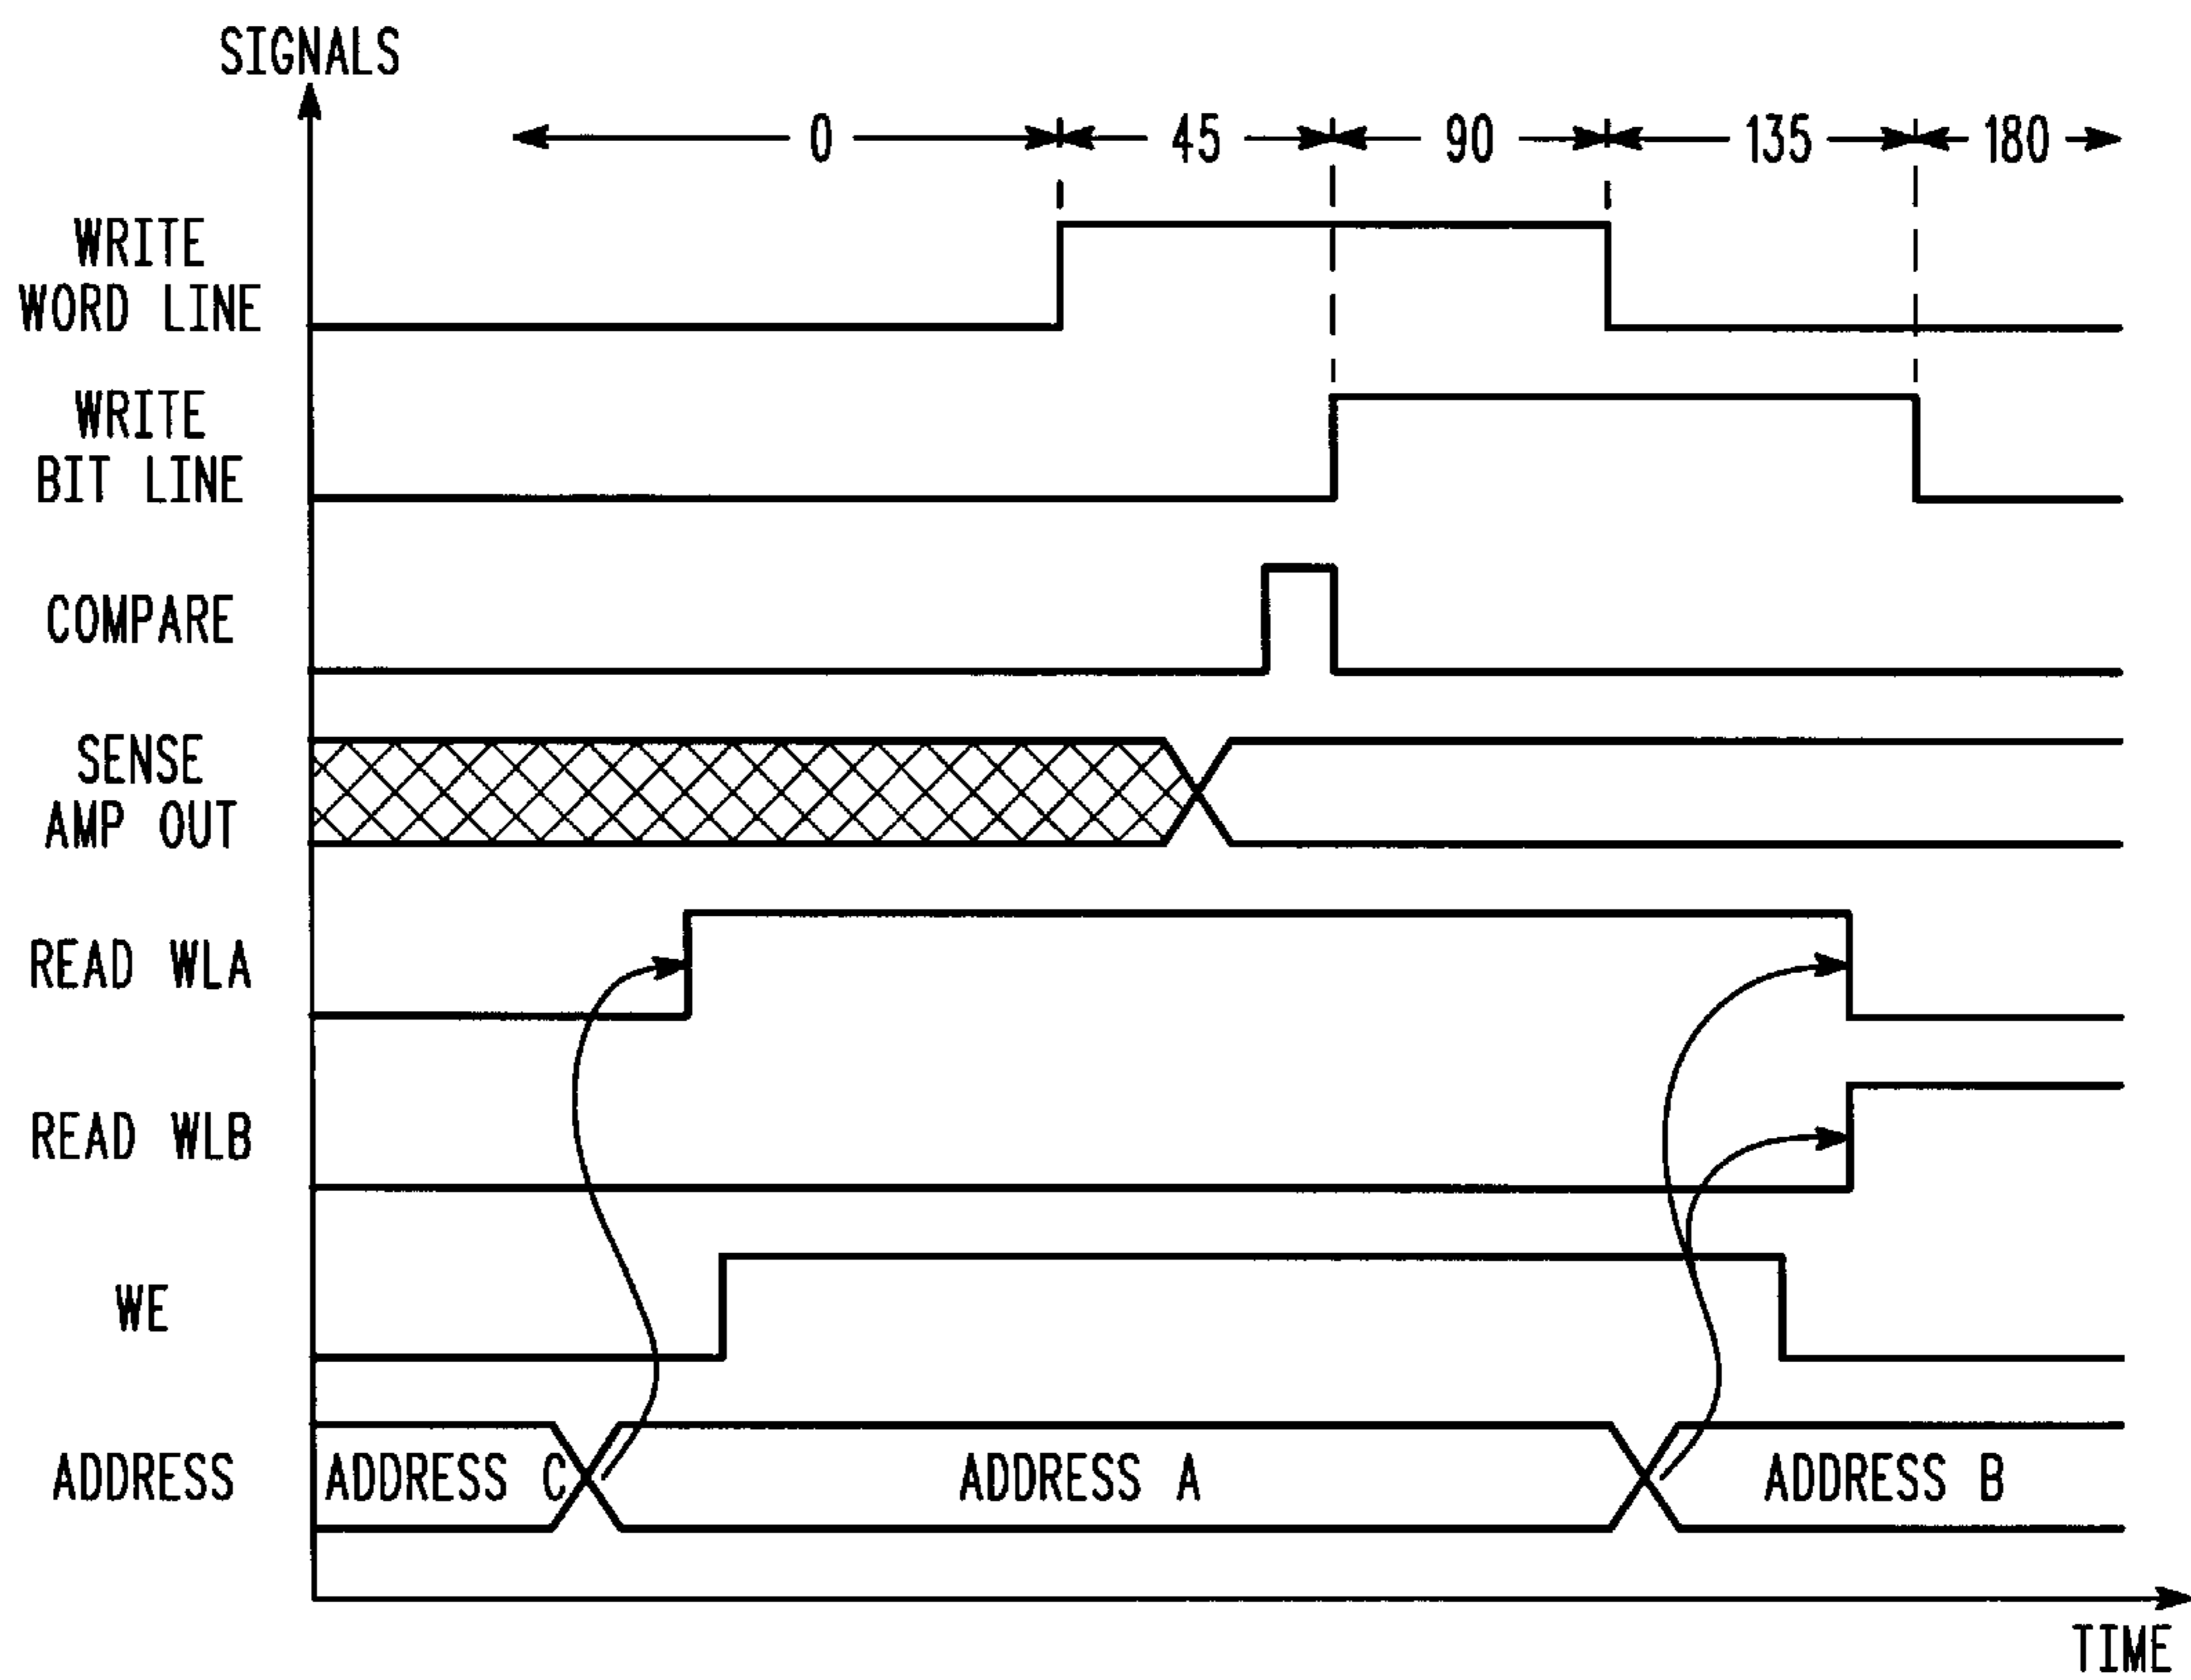 SIGNALS
0 45 90 135 180
WRITE
WORD LINE
WRITE
BIT LINE
COMPARE
SENSE
AMP OUT
READ WLA
READ WLB
WE
ADDRESS ADDRESS C ADDRESS A ADDRESS B
TIME